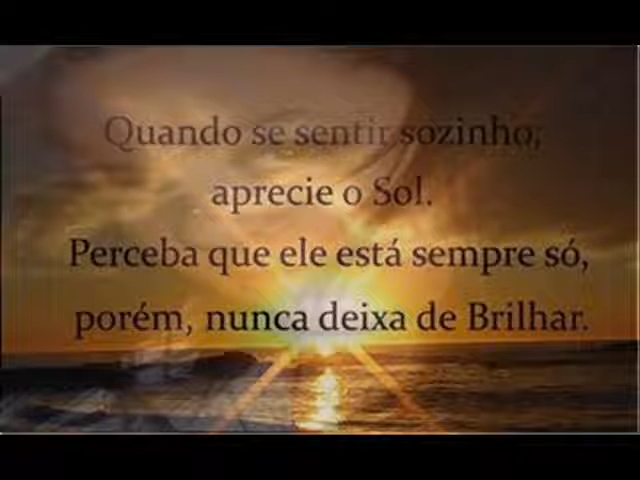 Quando se sentir sozinho,
aprecie o Sol.
Perceba que ele está sempre só,
porém, nunca deixa de Brilhar.